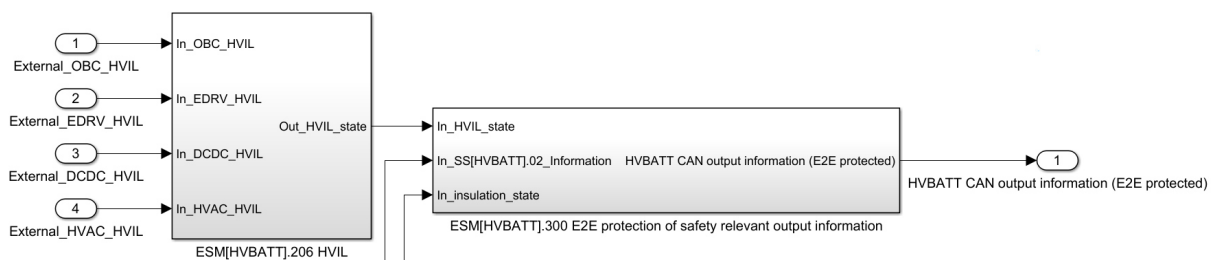 1
External_OBC_HVIL
2
External_EDRV_HVIL
3
External_DCDC_HVIL
4
External_HVAC_HVIL
In_OBC_HVIL
In_EDRV_HVIL
In_DCDC_HVIL
In_HVAC_HVIL
Out_HVIL_state
ESM[HVBATT].206 HVIL
In_HVIL_state
In_SS[HVBATT].02_Information
In_insulation_state
HVBATT CAN output information (E2E protected)
ESM[HVBATT].300 E2E protection of safety relevant output information
1
HVBATT CAN output information (E2E protected)